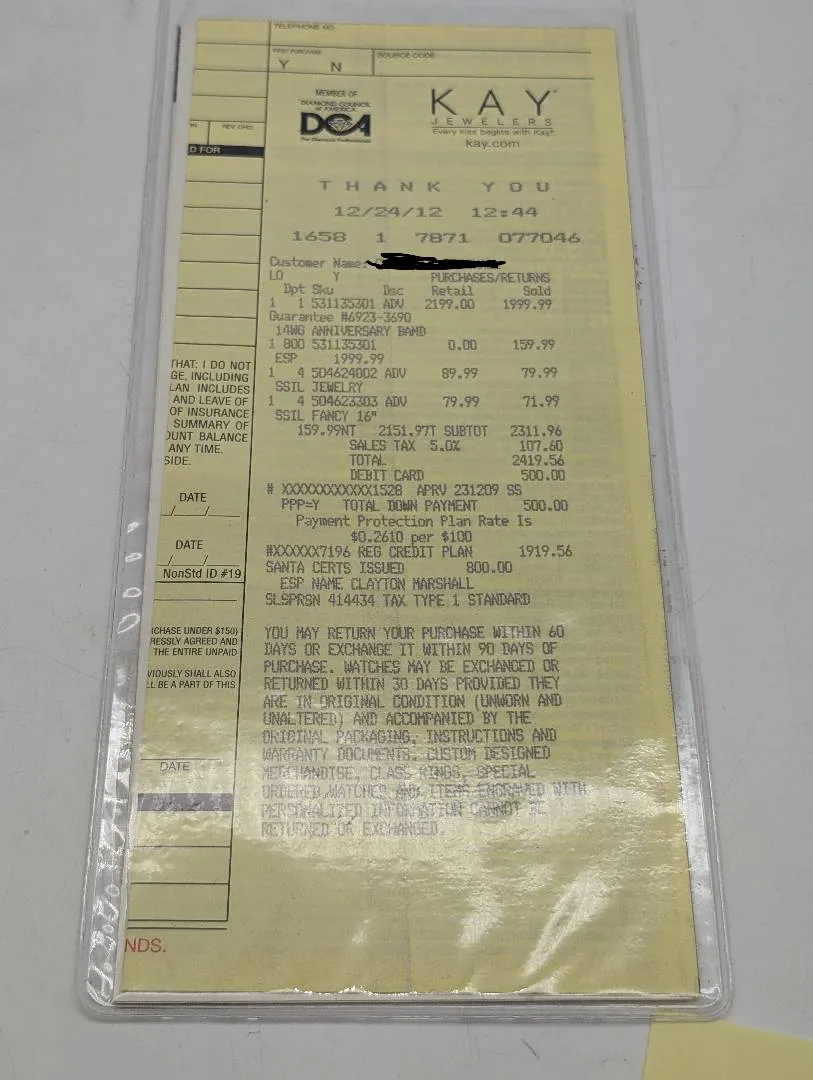 TELEPHONE NO.
FIRST PURCHASE
Y N
SOURCE CODE
MEMBER OF
DIAMOND COUNCIL
of AMERICA
DCA
KAY
JEWELERS
Every kiss begins with Kay®
kay.com
REV CHG
D FOR
THANK YOU
12/24/12 12:44
1658 1 7871 077046
Customer Name:
LO Y PURCHASES/RETURNS
Dpt Sku Dsc Retail Sold
1 1 531135301 ADV 2199.00 1999.99
Guarantee #6923-3690
14WG ANNIVERSARY BAND
1 800 531135301 0.00 159.99
ESP 1999.99
1 4 504624002 ADV 89.99 79.99
SSIL JEWELRY
1 4 504623303 ADV 79.99 71.99
SSIL FANCY 16"
159.99NT 2151.97T SUBTOT 2311.96
SALES TAX 5.0% 107.60
TOTAL 2419.56
DEBIT CARD 500.00
# XXXXXXXXXXXX1528 APRV 231209 SS
PPP=Y TOTAL DOWN PAYMENT 500.00
Payment Protection Plan Rate Is
$0.2610 per $100
#XXXXXX7196 REG CREDIT PLAN 1919.56
SANTA CERTS ISSUED 800.00
ESP NAME CLAYTON MARSHALL
SLSPRSN 414434 TAX TYPE 1 STANDARD
YOU MAY RETURN YOUR PURCHASE WITHIN 60
DAYS OR EXCHANGE IT WITHIN 90 DAYS OF
PURCHASE. WATCHES MAY BE EXCHANGED OR
RETURNED WITHIN 30 DAYS PROVIDED THEY
ARE IN ORIGINAL CONDITION (UNWORN AND
UNALTERED) AND ACCOMPANIED BY THE
ORIGINAL PACKAGING, INSTRUCTIONS AND
WARRANTY DOCUMENTS. CUSTOM DESIGNED
MERCHANDISE, CLASS RINGS, SPECIAL
ORDERED WATCHES AND ITEMS ENGRAVED WITH
PERSONALIZED INFORMATION CANNOT BE
RETURNED OR EXCHANGED.
THAT: I DO NOT
GE, INCLUDING
LAN INCLUDES
AND LEAVE OF
OF INSURANCE
SUMMARY OF
OUNT BALANCE
ANY TIME.
SIDE.
DATE
/ /
DATE
/ /
NonStd ID #19
CHASE UNDER $150)
RESSLY AGREED AND
THE ENTIRE UNPAID
VIOUSLY SHALL ALSO
LL BE A PART OF THIS
DATE
NDS.